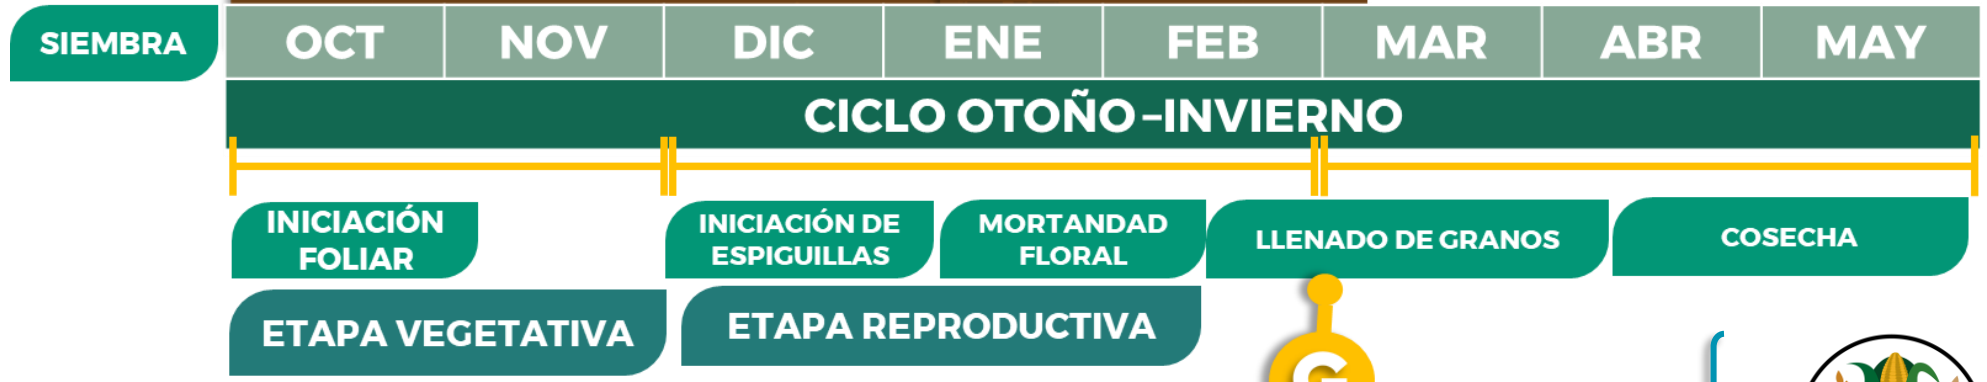 SIEMBRA OCT NOV DIC ENE FEB MAR ABR MAY
CICLO OTOÑO-INVIERNO
INICIACIÓN
FOLIAR
INICIACIÓN DE
ESPIGUILLAS
MORTANDAD
FLORAL
LLENADO DE GRANOS
COSECHA
ETAPA VEGETATIVA
ETAPA REPRODUCTIVA
G